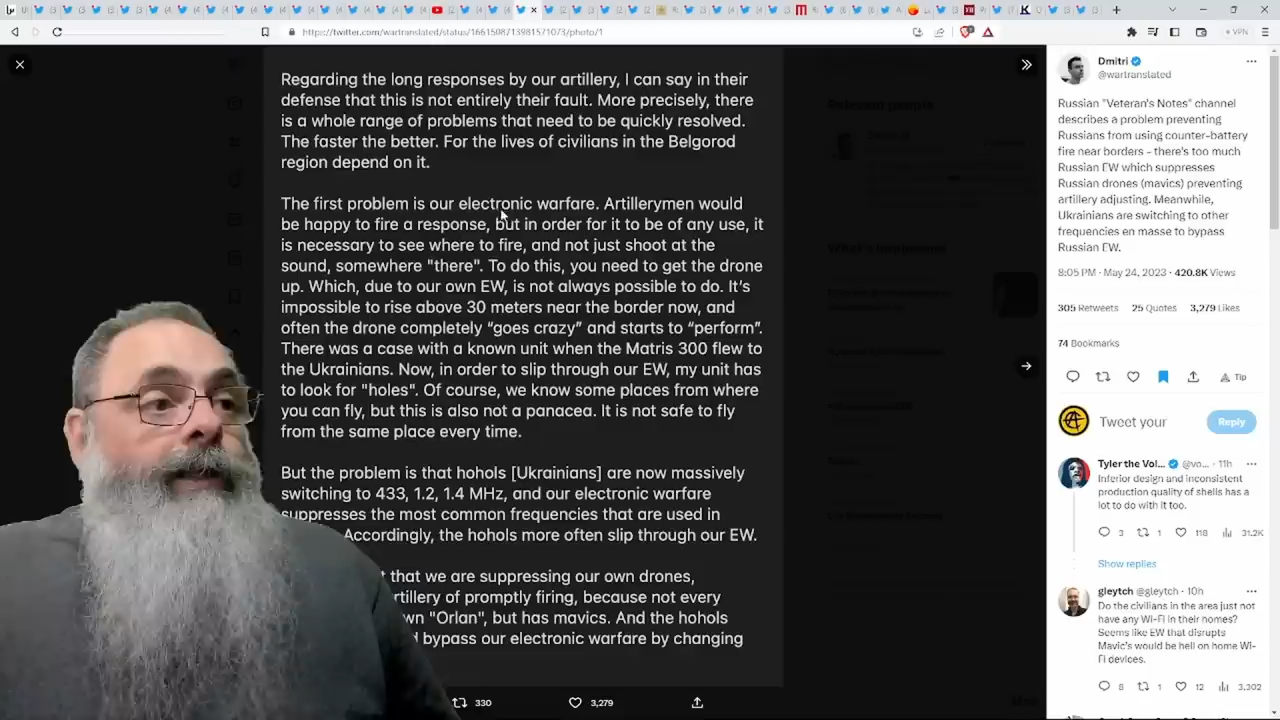 https://twitter.com/wartranslated/status/1661508713981571073/photo/1
VPN
Regarding the long responses by our artillery, I can say in their
defense that this is not entirely their fault. More precisely, there
is a whole range of problems that need to be quickly resolved.
The faster the better. For the lives of civilians in the Belgorod
region depend on it.
The first problem is our electronic warfare. Artillerymen would
be happy to fire a response, but in order for it to be of any use, it
is necessary to see where to fire, and not just shoot at the
sound, somewhere "there". To do this, you need to get the drone
up. Which, due to our own EW, is not always possible to do. It's
impossible to rise above 30 meters near the border now, and
often the drone completely “goes crazy” and starts to “perform”.
There was a case with a known unit when the Matris 300 flew to
the Ukrainians. Now, in order to slip through our EW, my unit has
to look for "holes". Of course, we know some places from where
you can fly, but this is also not a panacea. It is not safe to fly
from the same place every time.
But the problem is that hohols [Ukrainians] are now massively
switching to 433, 1.2, 1.4 MHz, and our electronic warfare
suppresses the most common frequencies that are used in
Accordingly, the hohols more often slip through our EW.
t that we are suppressing our own drones,
rtillery of promptly firing, because not every
wn "Orlan", but has mavics. And the hohols
d bypass our electronic warfare by changing
330
3,279
Relevant people
What's happening
Dmitri
@wartranslated
Russian "Veteran's Notes" channel
describes a problem preventing
Russians from using counter-battery
fire near borders - there's too much
Russian EW which suppresses
Russian drones (mavics) preventing
artillery adjusting. Meanwhile,
Ukrainians are switching to other
frequencies en masse to bypass
Russian EW.
8:05 PM · May 24, 2023 · 420.8K Views
305 Retweets 25 Quotes 3,279 Likes
74 Bookmarks
Tip
Tweet your
Reply
Tyler the Vol... @vo... · 11h
Inferior design and inconsistent
production quality of shells has a
lot to do with it too.
3 1 118 31.2K
Show replies
gleytch @gleytch · 10h
Do the civilians in the area just not
have any Wi-Fi in their homes?
Seems like EW that disrupts
Mavic's would be hell on home Wi-
Fi devices.
8 1 12 3,302